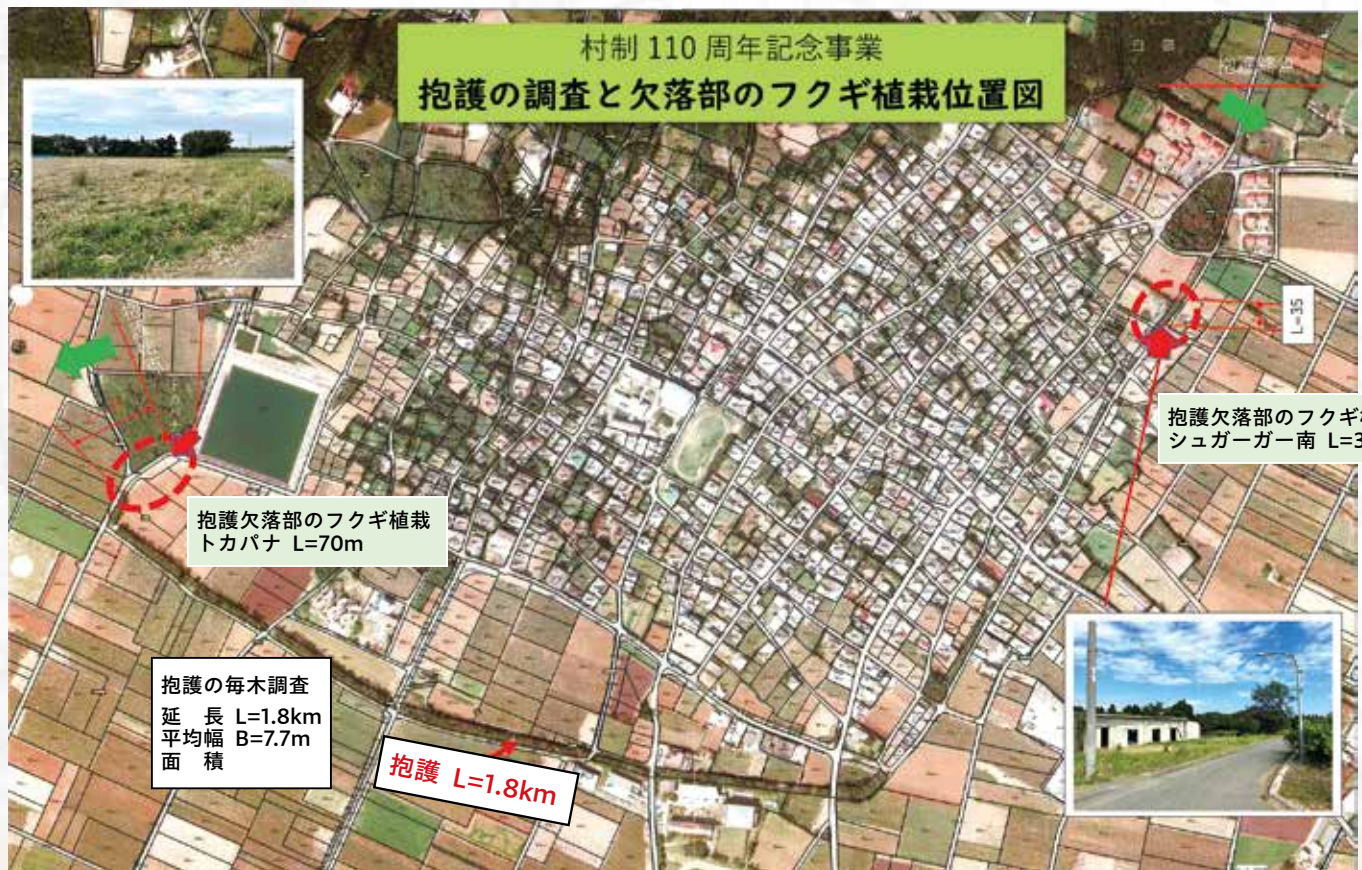 村制 110 周年記念事業
抱護の調査と欠落部のフクギ植栽位置図
L=35
抱護欠落部のフクギ
シュガーガー南 L=3
抱護欠落部のフクギ植栽
トカパナ L=70m
抱護の毎木調査
延 長 L=1.8km
平均幅 B=7.7m
面 積
抱護 L=1.8km